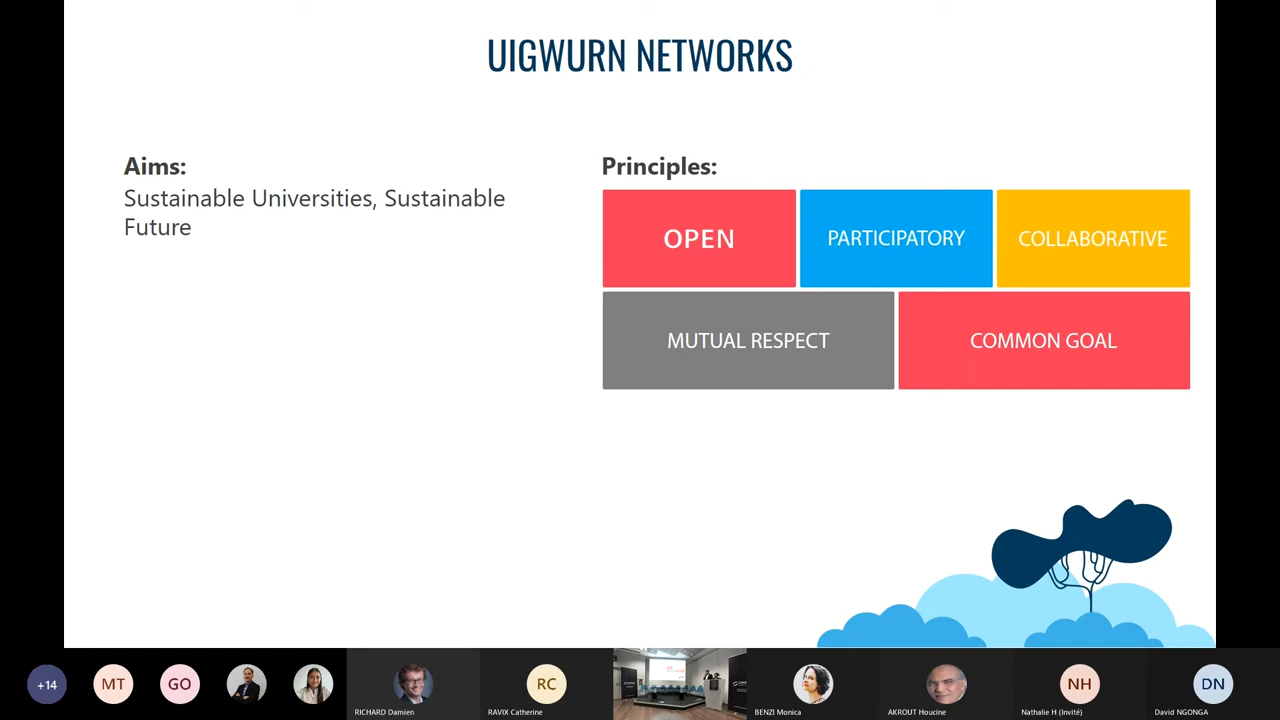 UIGWURN NETWORKS
Aims:
Sustainable Universities, Sustainable
Future
Principles:
OPEN
PARTICIPATORY
COLLABORATIVE
MUTUAL RESPECT
COMMON GOAL
+14
MT
GO
RICHARD Damien
RC
RAVIX Catherine
BENZI Monica
AKROUT Houcine
NH
Nathalie H (Invité)
DN
David NGONGA